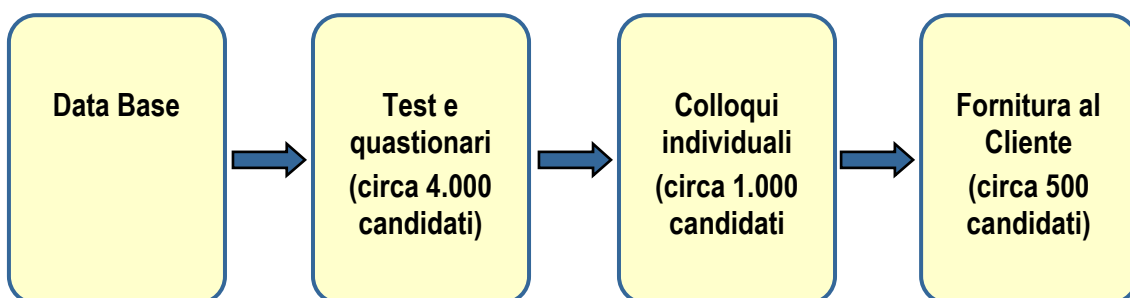 Data Base
Test e
quastionari
(circa 4.000
candidati)
Colloqui
individuali
(circa 1.000
candidati
Fornitura al
Cliente
(circa 500
candidati)